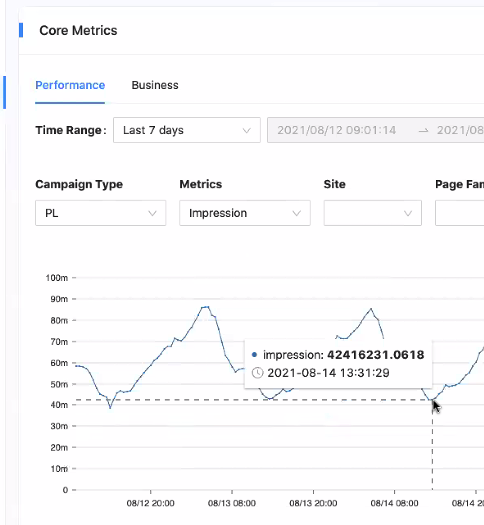 Core Metrics
Performance Business
Time Range: Last 7 days 2021/08/12 09:01:14 → 2021/08
Campaign Type Metrics Site Page Fam
PL Impression
100m
90m
80m
70m
60m
50m
40m
30m
20m
10m
0
impression: 42416231.0618
2021-08-14 13:31:29
08/12 20:00 08/13 08:00 08/13 20:00 08/14 08:00 08/14 20